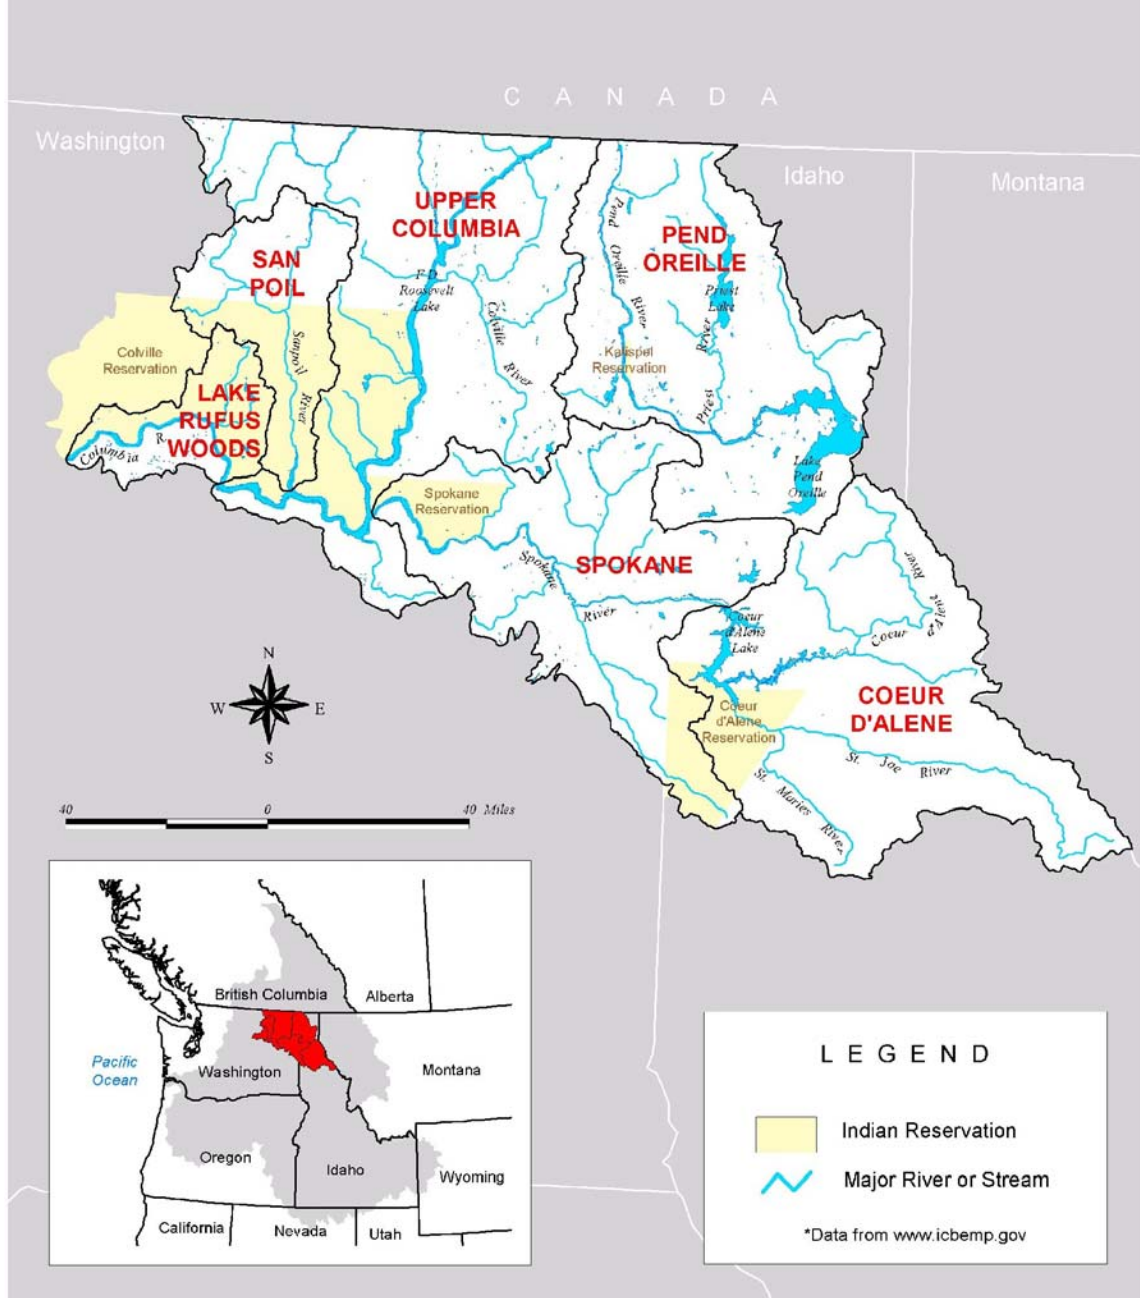 C A N A D A
Washington
Idaho
Montana
UPPER
COLUMBIA
PEND
OREILLE
SAN
POIL
Pend Oreille River
F D
Roosevelt
Lake
Priest
Lake
Priest River
Colville River
Sanpoil River
Colville
Reservation
Kalispel
Reservation
LAKE
RUFUS
WOODS
Columbia R.
Lake
Pend
Oreille
Spokane
Reservation
SPOKANE
Spokane River
Coeur
d'Alene
Lake
Coeur
River
COEUR
D'ALENE
Coeur
d'Alene
Reservation
St. Joe River
St. Maries River
N
W
E
S
40
0
40 Miles
British Columbia
Alberta
Pacific
Ocean
Washington
Montana
Oregon
Idaho
Wyoming
California
Nevada
Utah
L E G E N D
Indian Reservation
Major River or Stream
*Data from www.icbemp.gov